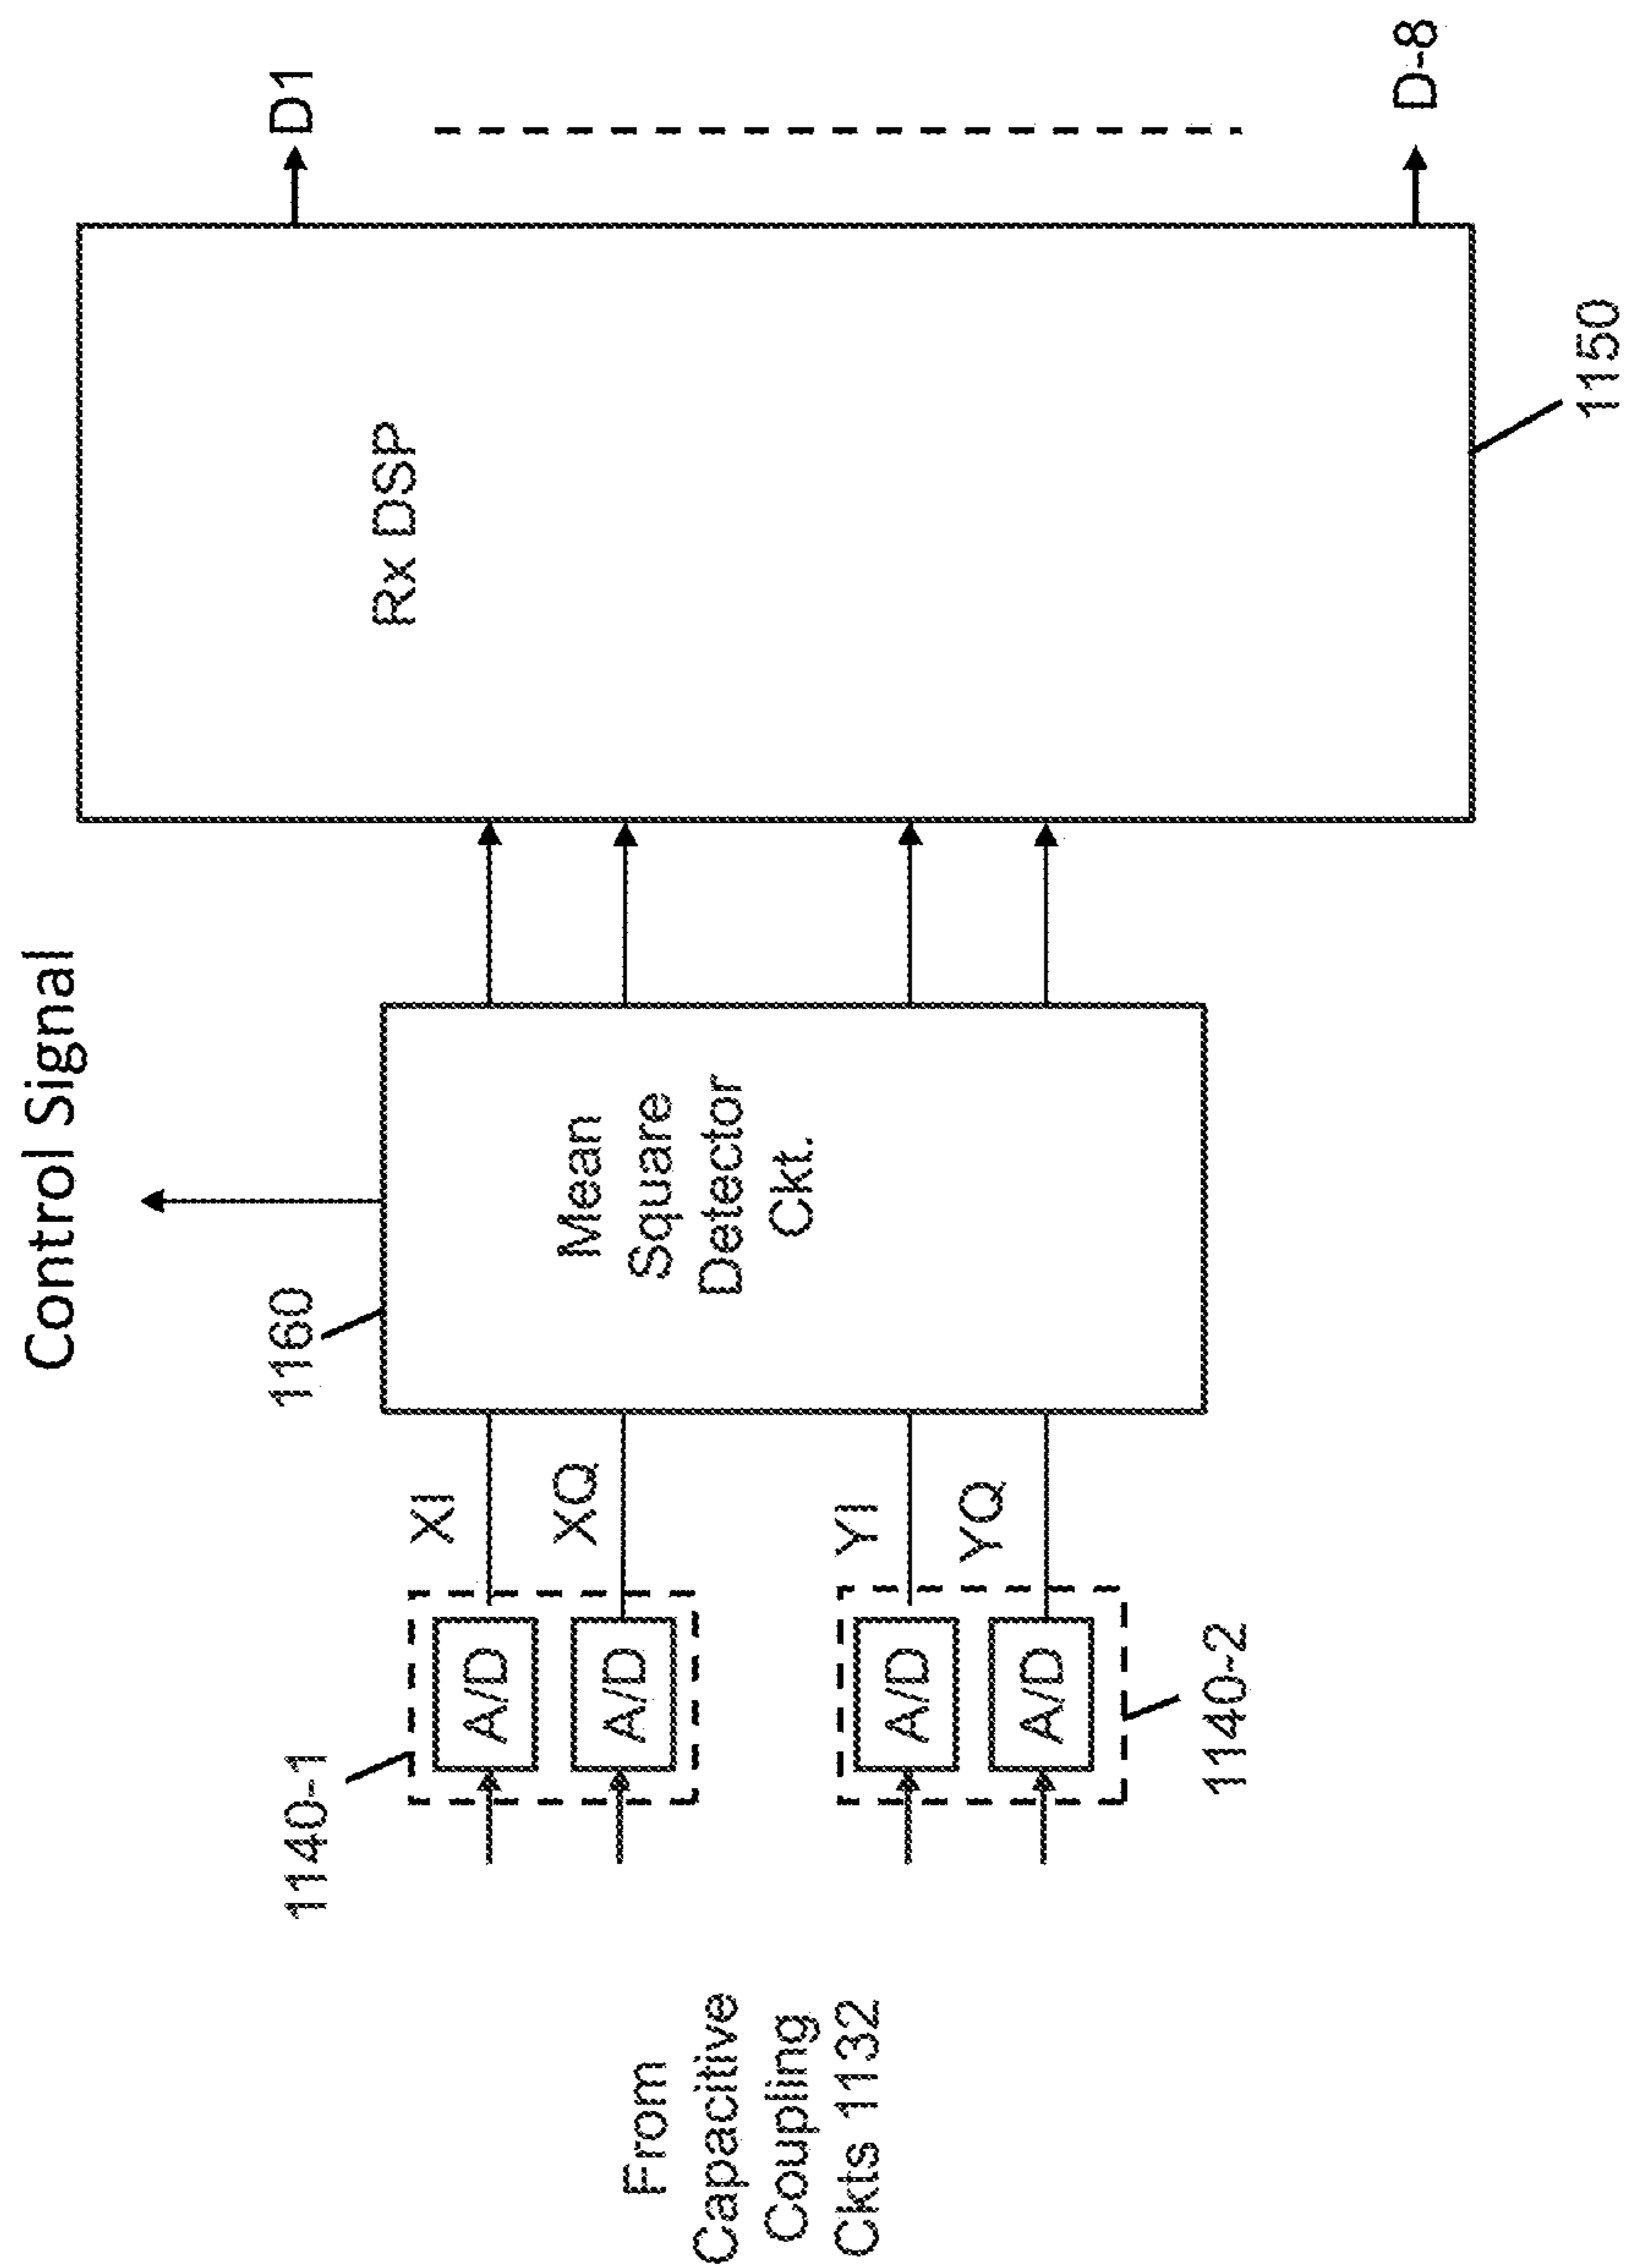 Control Signal
From
Capacitive
Coupling
Ckts 1132
1140-1
A/D
A/D
A/D
A/D
1140-2
XI
XQ
YI
YQ
1160
Mean
Square
Detector
Ckt.
Rx DSP
1150
D1
D-8